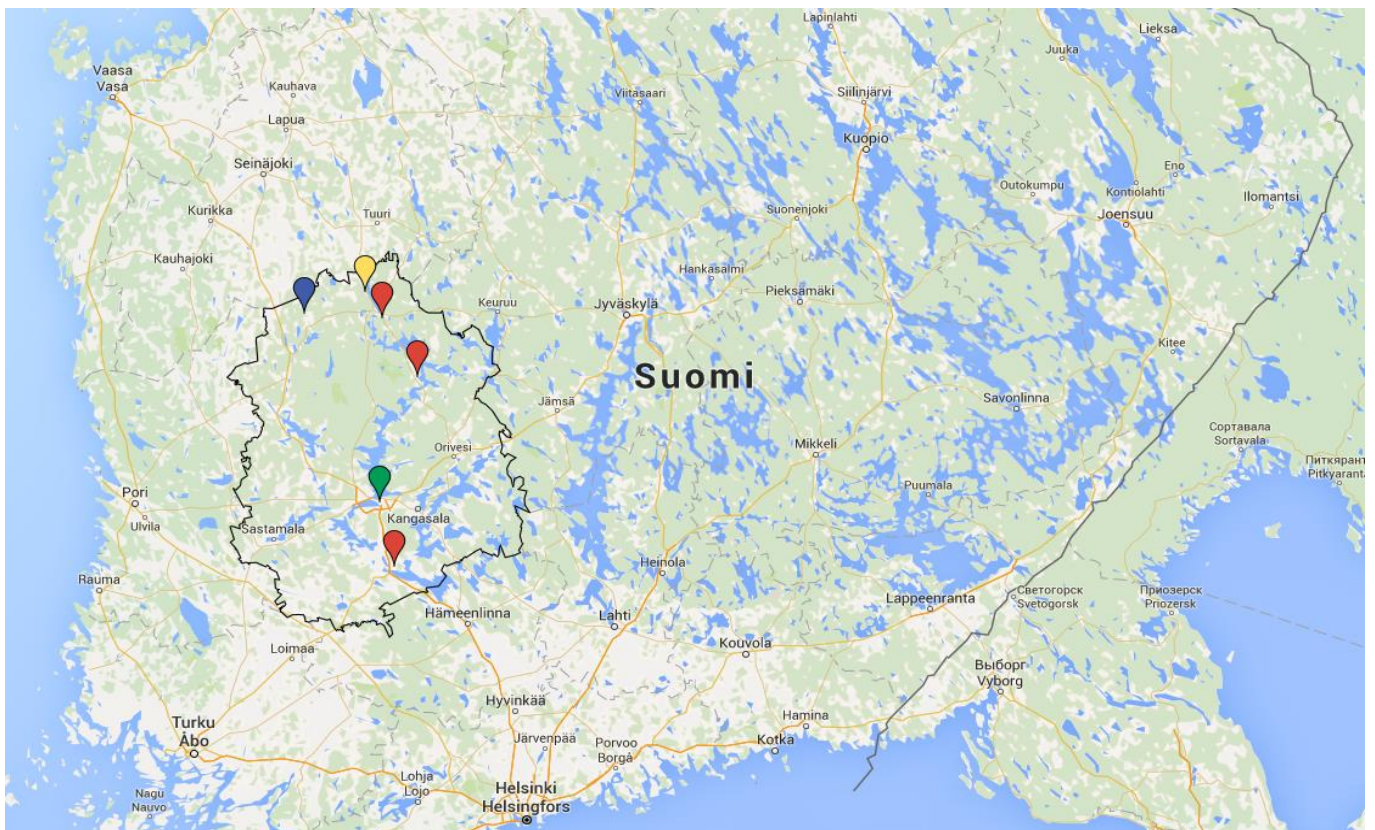 Lapinlahti
Lieksa
Juuka
Vaasa
Vasa
Kauhava
Viitasaari
Siilinjärvi
Lapua
Kuopio
Seinäjoki
Eno
Outokumpu
Kontiolahti
Ilomantsi
Kurikka
Tuuri
Suonenjoki
Joensuu
Kauhajoki
Hankasalmi
Pieksämäki
Keuruu
Jyväskylä
Kitee
Suomi
Jämsä
Savonlinna
Сортавала
Sortavala
Orivesi
Mikkeli
Питкярант
Pitkyaranta
Puumala
Pori
Ulvila
Kangasala
Sastamala
Heinola
Rauma
Светогорск
Svetogorsk
Приозерск
Priozersk
Lappeenranta
Hämeenlinna
Lahti
Kouvola
Loimaa
Выборг
Vyborg
Hyvinkää
Hamina
Turku
Åbo
Järvenpää
Porvoo
Borgå
Kotka
Lohja
Lojo
Nagu
Nauvo
Helsinki
Helsingfors